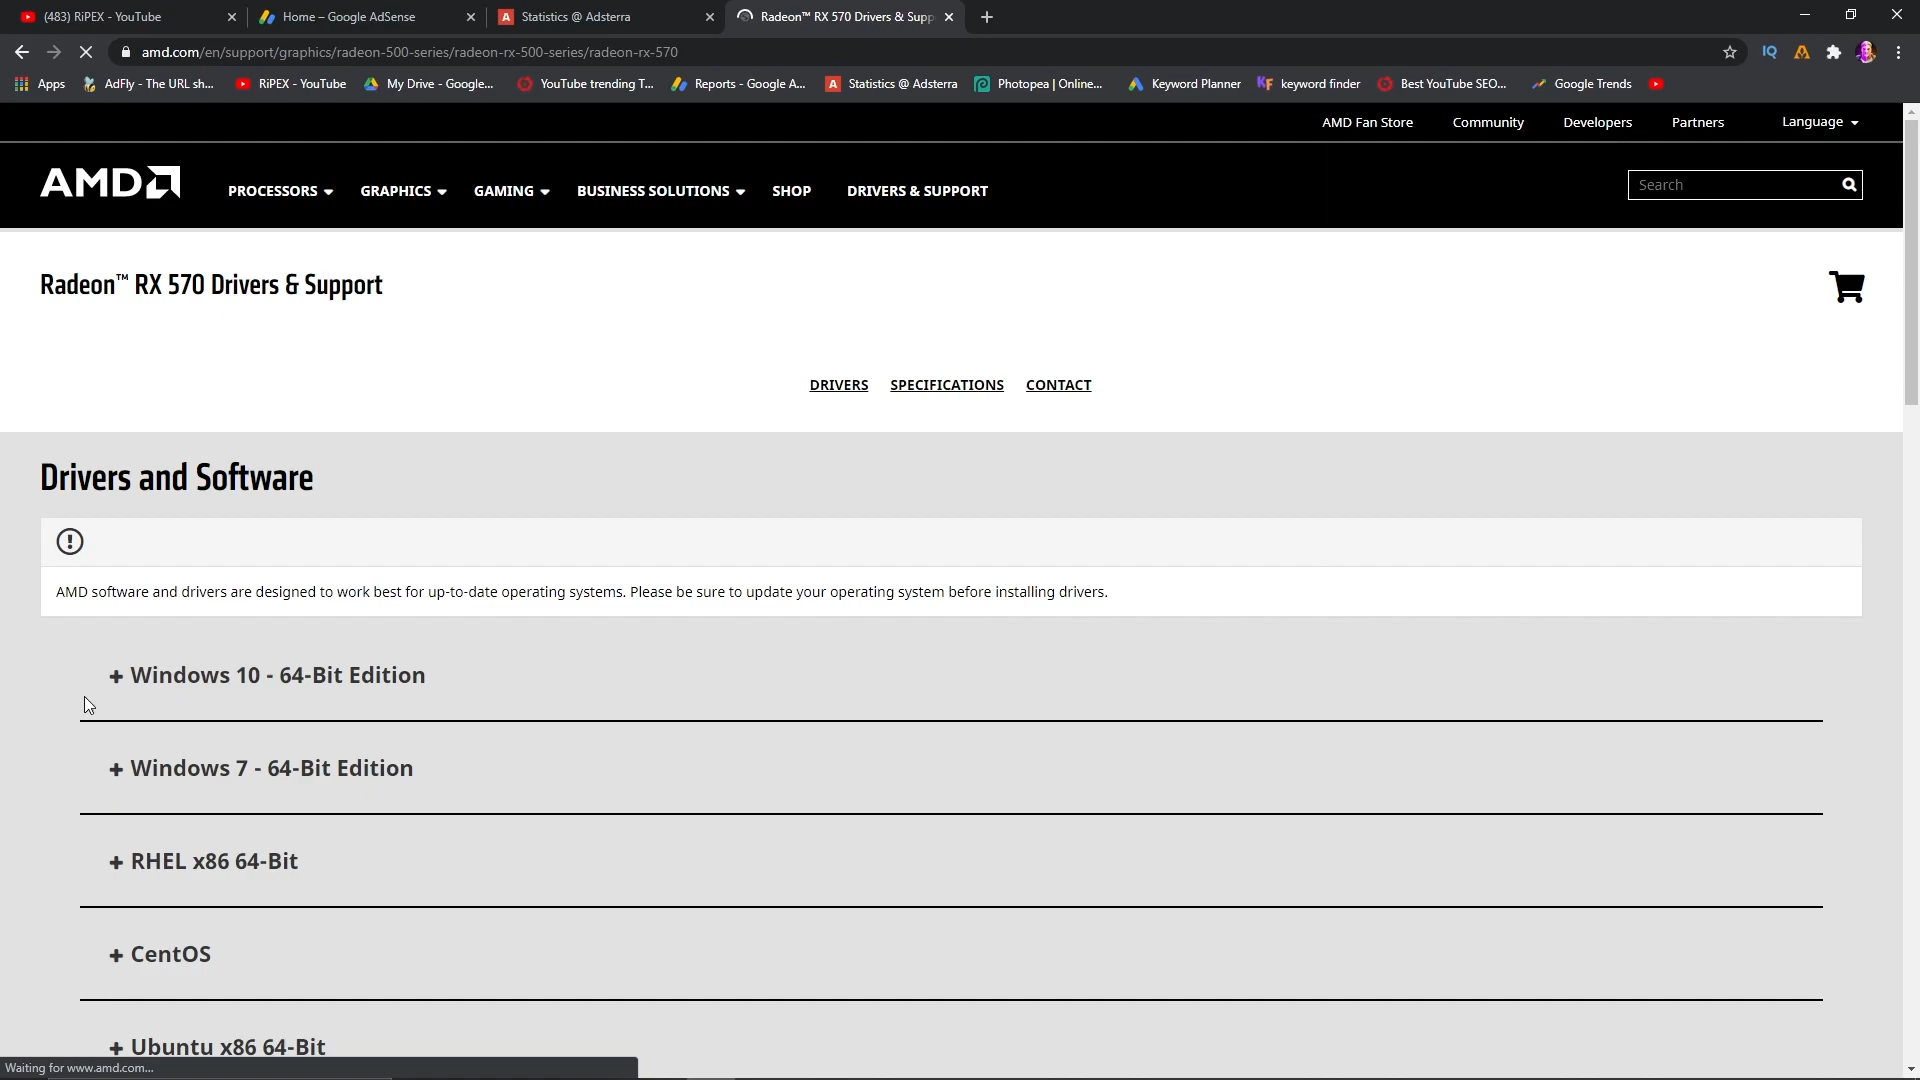 (483) RiPEX - YouTube
Home – Google AdSense
Statistics @ Adsterra
Radeon™ RX 570 Drivers & Supp
amd.com/en/support/graphics/radeon-500-series/radeon-rx-500-series/radeon-rx-570
IQ
Apps
AdFly - The URL sh...
RiPEX - YouTube
My Drive - Google...
YouTube trending T...
Reports - Google A...
Statistics @ Adsterra
Photopea | Online...
Keyword Planner
keyword finder
Best YouTube SEO...
Google Trends
AMD Fan Store
Community
Developers
Partners
Language
AMD
PROCESSORS
GRAPHICS
GAMING
BUSINESS SOLUTIONS
SHOP
DRIVERS & SUPPORT
Search
Radeon™ RX 570 Drivers & Support
DRIVERS
SPECIFICATIONS
CONTACT
Drivers and Software
AMD software and drivers are designed to work best for up-to-date operating systems. Please be sure to update your operating system before installing drivers.
+ Windows 10 - 64-Bit Edition
+ Windows 7 - 64-Bit Edition
+ RHEL x86 64-Bit
+ CentOS
+ Ubuntu x86 64-Bit
Waiting for www.amd.com...